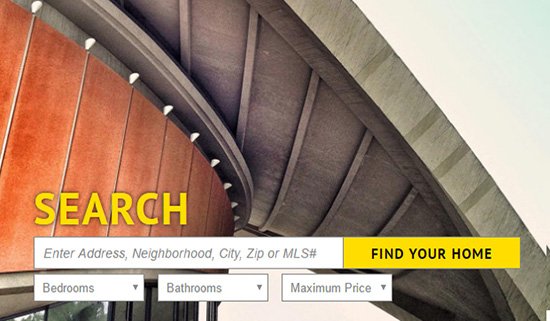 SEARCH
Enter Address, Neighborhood, City, Zip or MLS# FIND YOUR HOME
Bedrooms Bathrooms Maximum Price